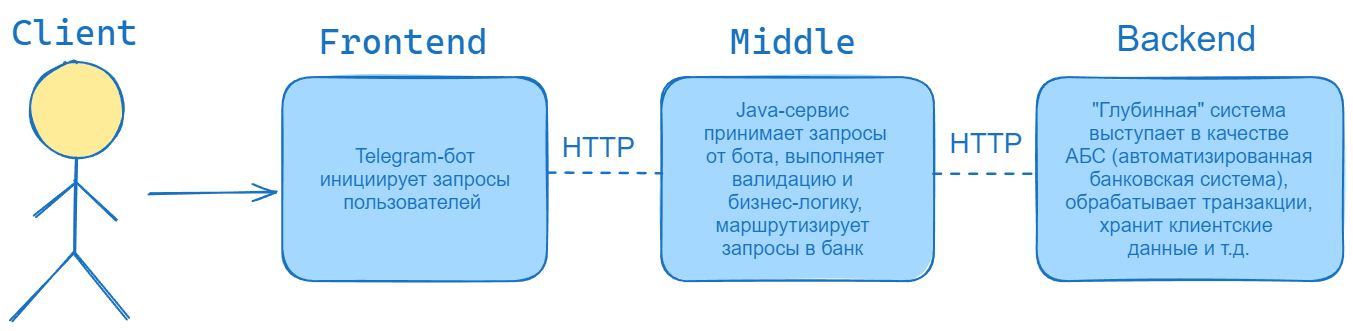 Client
Frontend
Telegram-бот
инициирует запросы
пользователей
HTTP
Middle
Java-сервис
принимает запросы
от бота, выполняет
валидацию и
бизнес-логику,
маршрутизирует
запросы в банк
HTTP
Backend
"Глубинная" система
выступает в качестве
АБС (автоматизированная
банковская система),
обрабатывает транзакции,
хранит клиентские
данные и т.д.